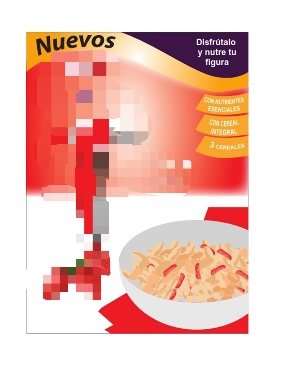 Nuevos
Disfrútalo
y nutre tu
figura
CON NUTRIENTES
ESENCIALES
CON CEREAL
INTEGRAL
3 CEREALES